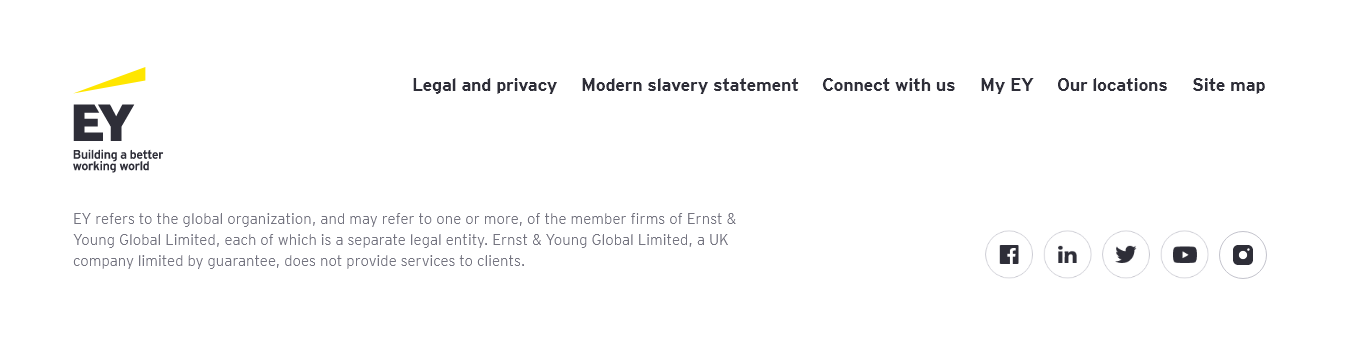 EY
Building a better
working world
Legal and privacy Modern slavery statement Connect with us My EY Our locations Site map
EY refers to the global organization, and may refer to one or more, of the member firms of Ernst &
Young Global Limited, each of which is a separate legal entity. Ernst & Young Global Limited, a UK
company limited by guarantee, does not provide services to clients.